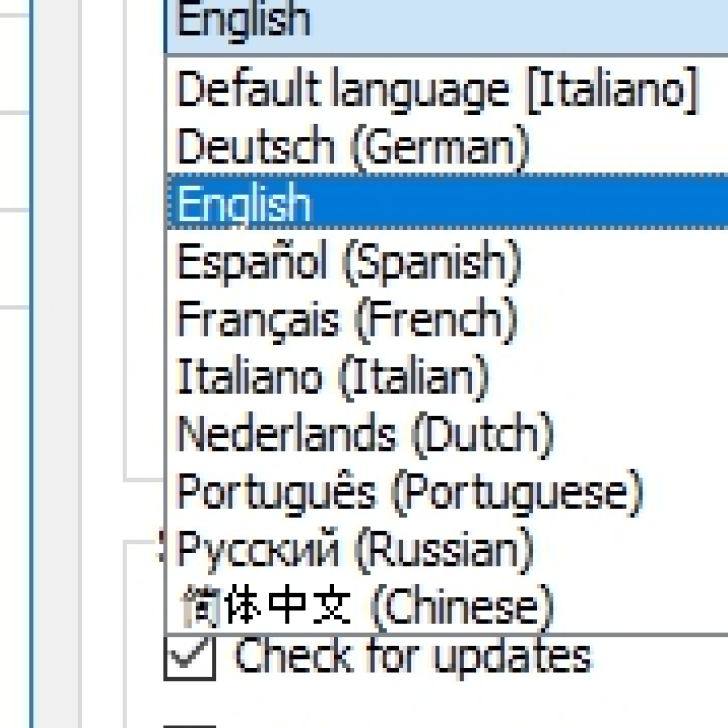 English
Default language [Italiano]
Deutsch (German)
English
Español (Spanish)
Français (French)
Italiano (Italian)
Nederlands (Dutch)
Português (Portuguese)
Русский (Russian)
简体中文 (Chinese)
Check for updates